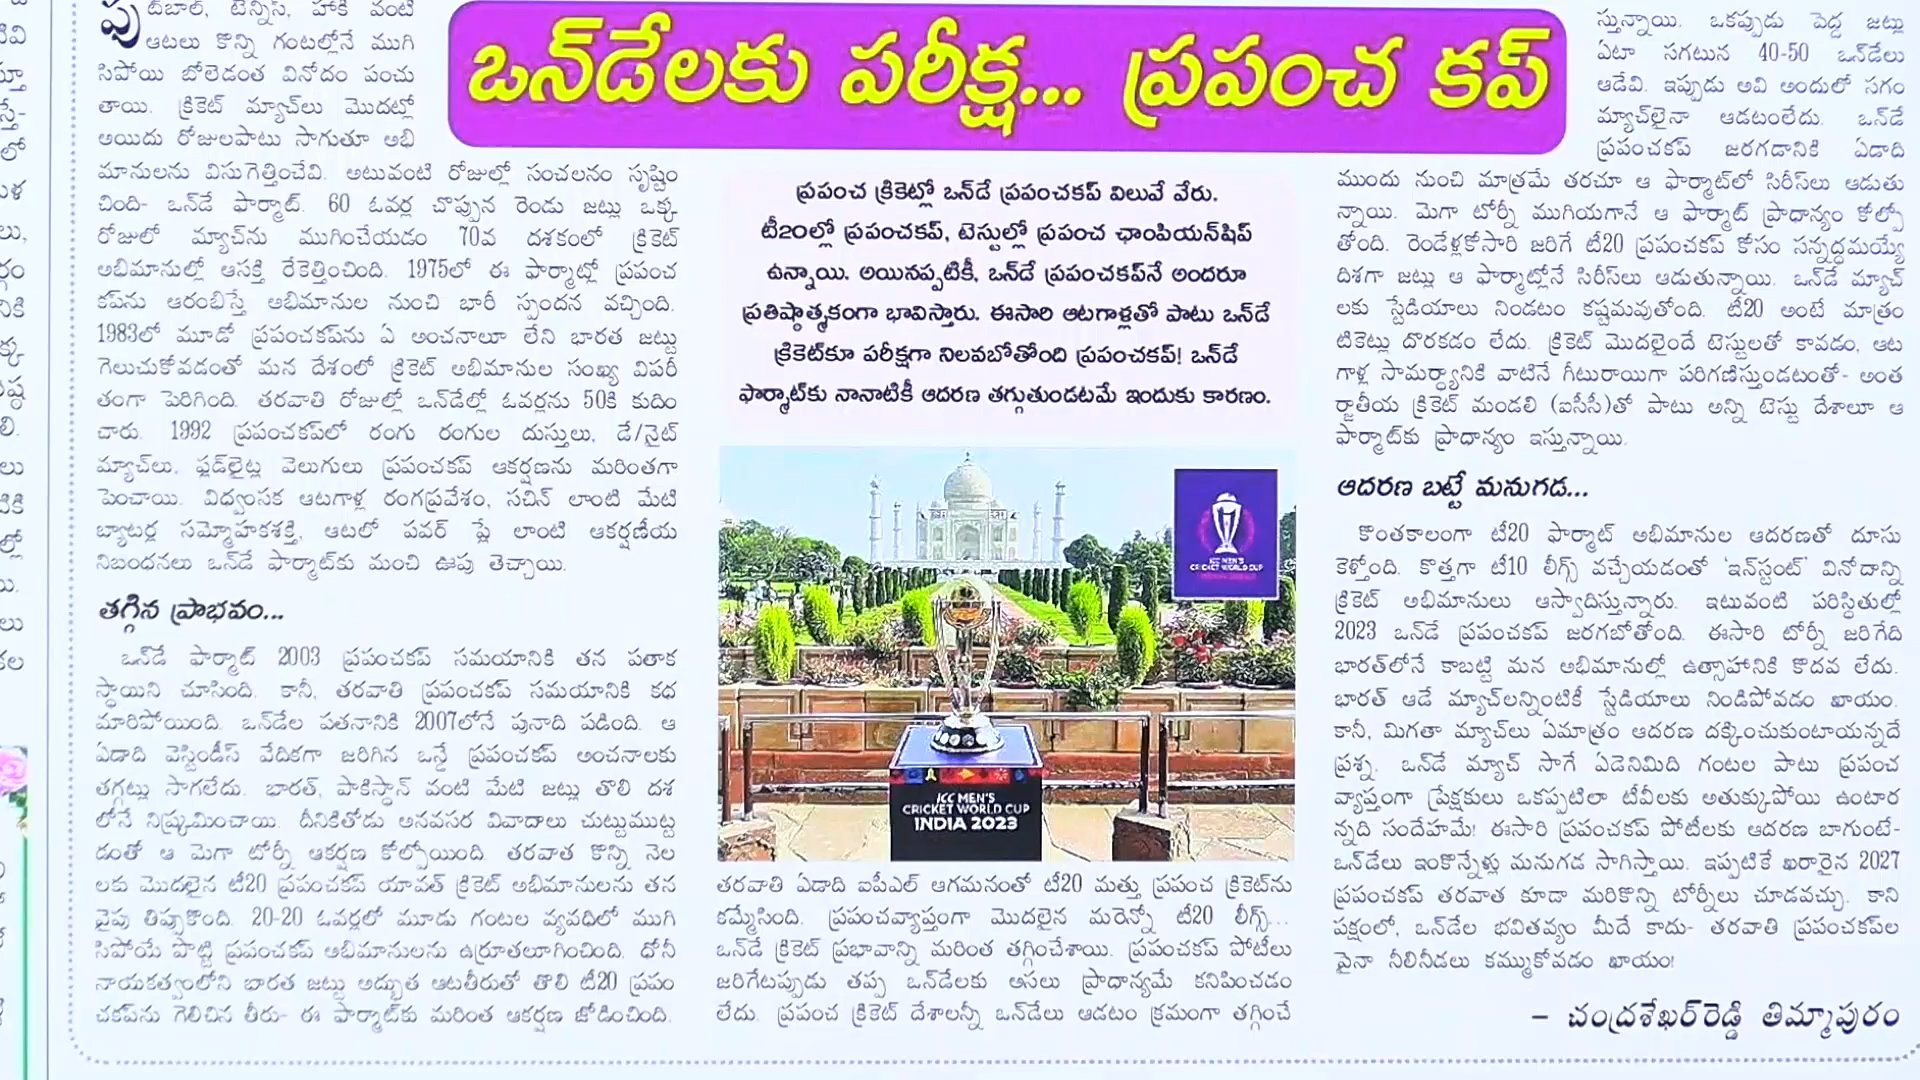 ఒన్‌డేలకు పరీక్ష... ప్రపంచ కప్
ఫుట్‌బాల్, టెన్నిస్, హాకీ వంటి
ఆటలు కొన్ని గంటల్లోనే ముగి
సిపోయి బోలెడంత వినోదం పంచు
తాయి. క్రికెట్ మ్యాచ్‌లు మొదట్లో
అయిదు రోజులపాటు సాగుతూ అభి
మానులను విసుగెత్తించేవి. అటువంటి రోజుల్లో సంచలనం సృష్టిం
చింది- ఒన్‌డే ఫార్మాట్. 60 ఓవర్ల చొప్పున రెండు జట్లు ఒక్క
రోజులో మ్యాచ్‌ను ముగించేయడం 70వ దశకంలో క్రికెట్
అభిమానుల్లో ఆసక్తి రేకెత్తించింది. 1975లో ఈ ఫార్మాట్లో ప్రపంచ
కప్‌ను ఆరంభిస్తే అభిమానుల నుంచి భారీ స్పందన వచ్చింది.
1983లో మూడో ప్రపంచకప్‌ను ఏ అంచనాలూ లేని భారత జట్టు
గెలుచుకోవడంతో మన దేశంలో క్రికెట్ అభిమానుల సంఖ్య విపరీ
తంగా పెరిగింది. తరవాతి రోజుల్లో ఒన్‌డేల్లో ఓవర్లను 50కి కుదిం
చారు. 1992 ప్రపంచకప్‌లో రంగు రంగుల దుస్తులు, డే/నైట్
మ్యాచ్‌లు, ఫ్లడ్‌లైట్ల వెలుగులు ప్రపంచకప్ ఆకర్షణను మరింతగా
పెంచాయి. విధ్వంసక ఆటగాళ్ల రంగప్రవేశం, సచిన్ లాంటి మేటి
బ్యాటర్ల సమ్మోహకశక్తి, ఆటలో పవర్ ప్లే లాంటి ఆకర్షణీయ
నిబంధనలు ఒన్‌డే ఫార్మాట్‌కు మంచి ఊపు తెచ్చాయి.
తగ్గిన ప్రాభవం...
ఒన్‌డే ఫార్మాట్ 2003 ప్రపంచకప్ సమయానికి తన పతాక
స్థాయిని చూసింది. కానీ, తరవాతి ప్రపంచకప్ సమయానికి కథ
మారిపోయింది. ఒన్‌డేల పతనానికి 2007లోనే పునాది పడింది. ఆ
ఏడాది వెస్టిండీస్ వేదికగా జరిగిన ఒన్డే ప్రపంచకప్ అంచనాలకు
తగ్గట్లు సాగలేదు. భారత్, పాకిస్థాన్ వంటి మేటి జట్లు తొలి దశ
లోనే నిష్క్రమించాయి. దీనికితోడు అనవసర వివాదాలు చుట్టుముట్ట
డంతో ఆ మెగా టోర్నీ ఆకర్షణ కోల్పోయింది. తరవాత కొన్ని నెల
లకు మొదలైన టీ20 ప్రపంచకప్ యావత్ క్రికెట్ అభిమానులను తన
వైపు తిప్పుకొంది. 20-20 ఓవర్లలో మూడు గంటల వ్యవధిలో ముగి
సిపోయే పొట్టి ప్రపంచకప్ అభిమానులను ఉర్రూతలూగించింది. ధోనీ
నాయకత్వంలోని భారత జట్టు అద్భుత ఆటతీరుతో తొలి టీ20 ప్రపం
చకప్‌ను గెలిచిన తీరు- ఈ ఫార్మాట్‌కు మరింత ఆకర్షణ జోడించింది.
ప్రపంచ క్రికెట్లో ఒన్‌డే ప్రపంచకప్ విలువే వేరు.
టీ20ల్లో ప్రపంచకప్, టెస్టుల్లో ప్రపంచ ఛాంపియన్‌షిప్
ఉన్నాయి. అయినప్పటికీ, ఒన్‌డే ప్రపంచకప్‌నే అందరూ
ప్రతిష్ఠాత్మకంగా భావిస్తారు. ఈసారి ఆటగాళ్లతో పాటు ఒన్‌డే
క్రికెట్‌కూ పరీక్షగా నిలవబోతోంది ప్రపంచకప్! ఒన్‌డే
ఫార్మాట్‌కు నానాటికీ ఆదరణ తగ్గుతుండటమే ఇందుకు కారణం.
ICC MEN'S
CRICKET WORLD CUP
ICC MEN'S
CRICKET WORLD CUP
INDIA 2023
తరవాతి ఏడాది ఐపీఎల్ ఆగమనంతో టీ20 మత్తు ప్రపంచ క్రికెట్‌ను
కమ్మేసింది. ప్రపంచవ్యాప్తంగా మొదలైన మరెన్నో టీ20 లీగ్స్...
ఒన్‌డే క్రికెట్ ప్రభావాన్ని మరింత తగ్గించేశాయి. ప్రపంచకప్ పోటీలు
జరిగేటప్పుడు తప్ప ఒన్‌డేలకు అసలు ప్రాధాన్యమే కనిపించడం
లేదు. ప్రపంచ క్రికెట్ దేశాలన్నీ ఒన్‌డేలు ఆడటం క్రమంగా తగ్గించే
స్తున్నాయి. ఒకప్పుడు పెద్ద జట్లు
ఏటా సగటున 40-50 ఒన్‌డేలు
ఆడేవి. ఇప్పుడు అవి అందులో సగం
మ్యాచ్‌లైనా ఆడటంలేదు. ఒన్‌డే
ప్రపంచకప్ జరగడానికి ఏడాది
ముందు నుంచి మాత్రమే తరచూ ఆ ఫార్మాట్‌లో సిరీస్‌లు ఆడుతు
న్నాయి. మెగా టోర్నీ ముగియగానే ఆ ఫార్మాట్ ప్రాధాన్యం కోల్పో
తోంది. రెండేళ్లకోసారి జరిగే టీ20 ప్రపంచకప్ కోసం సన్నద్ధమయ్యే
దిశగా జట్లు ఆ ఫార్మాట్లోనే సిరీస్‌లు ఆడుతున్నాయి. ఒన్‌డే మ్యాచ్
లకు స్టేడియాలు నిండటం కష్టమవుతోంది. టీ20 అంటే మాత్రం
టికెట్లు దొరకడం లేదు. క్రికెట్ మొదలైందే టెస్టులతో కావడం, ఆట
గాళ్ల సామర్థ్యానికి వాటినే గీటురాయిగా పరిగణిస్తుండటంతో- అంత
ర్జాతీయ క్రికెట్ మండలి (ఐసీసీ)తో పాటు అన్ని టెస్టు దేశాలూ ఆ
ఫార్మాట్‌కు ప్రాధాన్యం ఇస్తున్నాయి.
ఆదరణ బట్టే మనుగడ...
కొంతకాలంగా టీ20 ఫార్మాట్ అభిమానుల ఆదరణతో దూసు
కెళ్తోంది. కొత్తగా టీ10 లీగ్స్ వచ్చేయడంతో 'ఇన్‌స్టంట్' వినోదాన్ని
క్రికెట్ అభిమానులు ఆస్వాదిస్తున్నారు. ఇటువంటి పరిస్థితుల్లో
2023 ఒన్‌డే ప్రపంచకప్ జరగబోతోంది. ఈసారి టోర్నీ జరిగేది
భారత్‌లోనే కాబట్టి మన అభిమానుల్లో ఉత్సాహానికి కొదవ లేదు.
భారత్ ఆడే మ్యాచ్‌లన్నింటికీ స్టేడియాలు నిండిపోవడం ఖాయం.
కానీ, మిగతా మ్యాచ్‌లు ఏమాత్రం ఆదరణ దక్కించుకుంటాయన్నదే
ప్రశ్న. ఒన్‌డే మ్యాచ్ సాగే ఏడెనిమిది గంటల పాటు ప్రపంచ
వ్యాప్తంగా ప్రేక్షకులు ఒకప్పటిలా టీవీలకు అతుక్కుపోయి ఉంటార
న్నది సందేహమే! ఈసారి ప్రపంచకప్ పోటీలకు ఆదరణ బాగుంటే-
ఒన్‌డేలు ఇంకొన్నేళ్లు మనుగడ సాగిస్తాయి. ఇప్పటికే ఖరారైన 2027
ప్రపంచకప్ తరవాత కూడా మరికొన్ని టోర్నీలు చూడవచ్చు. కాని
పక్షంలో, ఒన్‌డేల భవితవ్యం మీదే కాదు- తరవాతి ప్రపంచకప్‌ల
పైనా నీలినీడలు కమ్ముకోవడం ఖాయం!
– చంద్రశేఖర్‌రెడ్డి తిమ్మాపురం